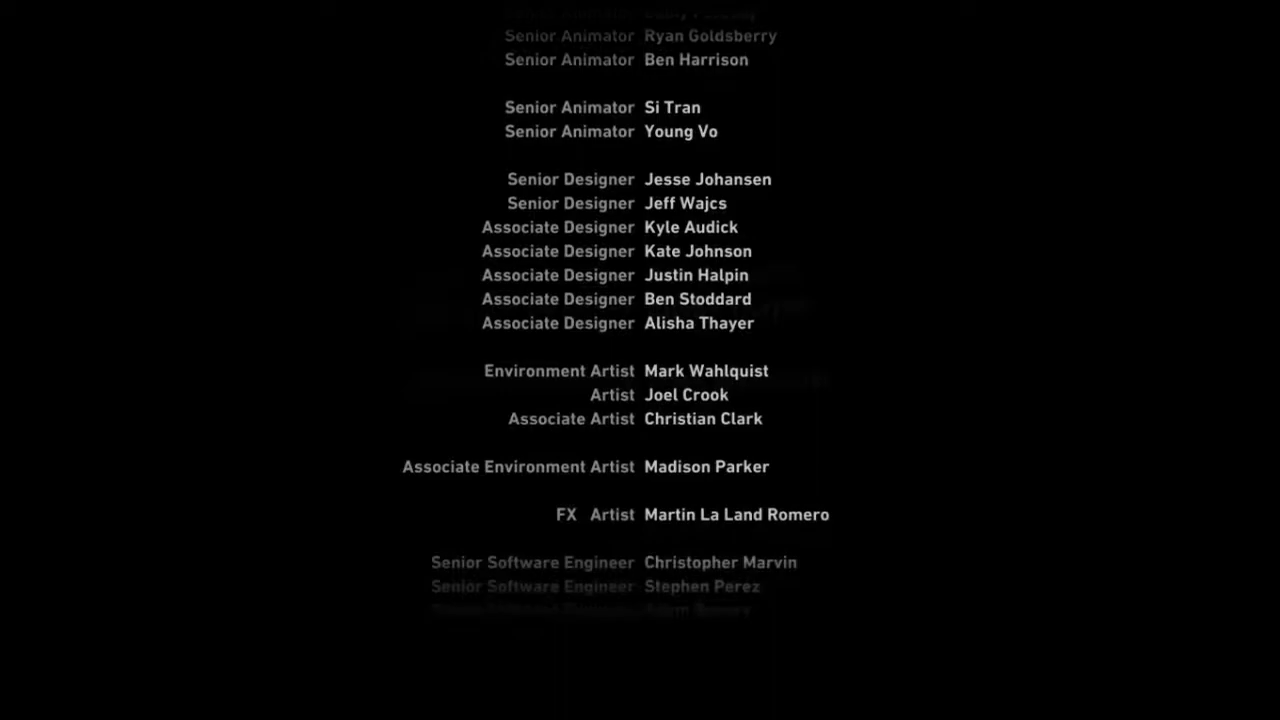 Senior Animator Ryan Goldsberry
Senior Animator Ben Harrison
Senior Animator Si Tran
Senior Animator Young Vo
Senior Designer Jesse Johansen
Senior Designer Jeff Wajcs
Associate Designer Kyle Audick
Associate Designer Kate Johnson
Associate Designer Justin Halpin
Associate Designer Ben Stoddard
Associate Designer Alisha Thayer
Environment Artist Mark Wahlquist
Artist Joel Crook
Associate Artist Christian Clark
Associate Environment Artist Madison Parker
FX Artist Martin La Land Romero
Senior Software Engineer Christopher Marvin
Senior Software Engineer Stephen Perez